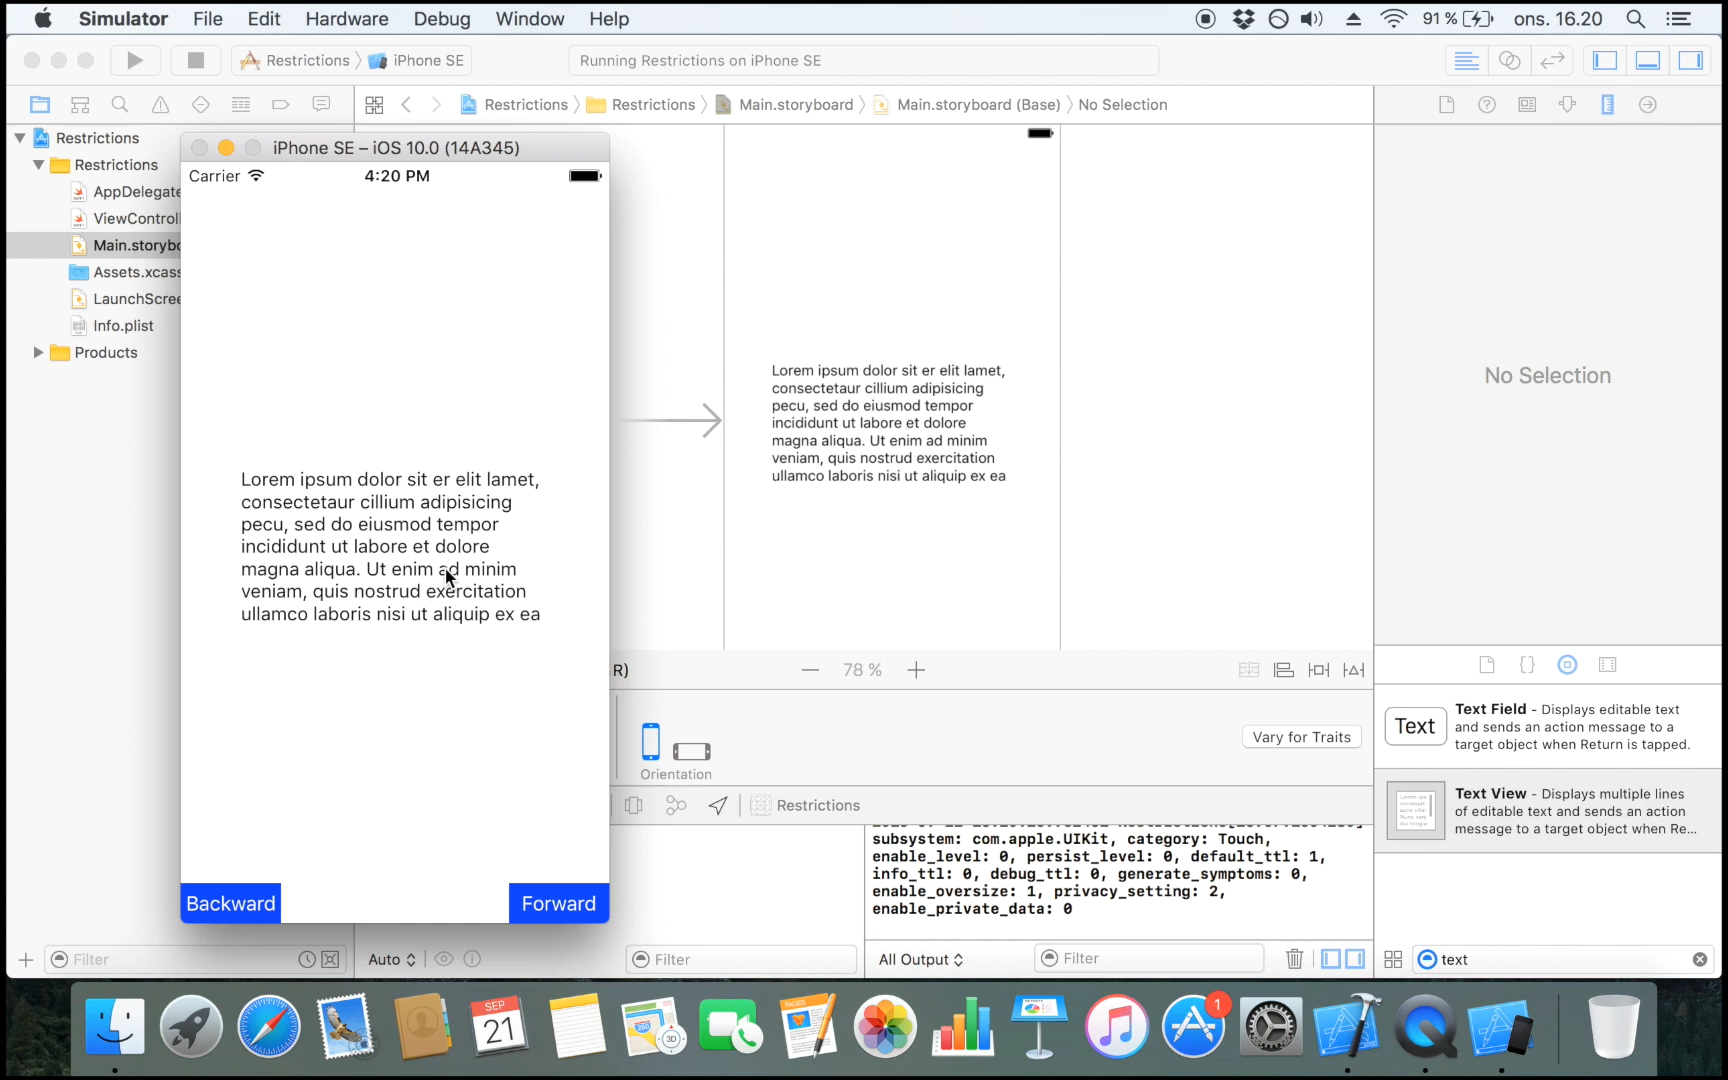 Simulator File Edit Hardware Debug Window Help 91 % ons. 16.20
Restrictions iPhone SE Running Restrictions on iPhone SE
Restrictions Restrictions Main.storyboard Main.storyboard (Base) No Selection
Restrictions
Restrictions
AppDelegate
ViewControl
Main.storybo
Assets.xcass
LaunchScree
Info.plist
Products
iPhone SE – iOS 10.0 (14A345)
Carrier 4:20 PM
Lorem ipsum dolor sit er elit lamet,
consectetaur cillium adipisicing
pecu, sed do eiusmod tempor
incididunt ut labore et dolore
magna aliqua. Ut enim ad minim
veniam, quis nostrud exercitation
ullamco laboris nisi ut aliquip ex ea
Backward Forward
Lorem ipsum dolor sit er elit lamet,
consectetaur cillium adipisicing
pecu, sed do eiusmod tempor
incididunt ut labore et dolore
magna aliqua. Ut enim ad minim
veniam, quis nostrud exercitation
ullamco laboris nisi ut aliquip ex ea
R) 78 %
Orientation
Vary for Traits
Restrictions
subsystem: com.apple.UIKit, category: Touch,
enable_level: 0, persist_level: 0, default_ttl: 1,
info_ttl: 0, debug_ttl: 0, generate_symptoms: 0,
enable_oversize: 1, privacy_setting: 2,
enable_private_data: 0
No Selection
Text
Text Field - Displays editable text
and sends an action message to a
target object when Return is tapped.
Text View - Displays multiple lines
of editable text and sends an action
message to a target object when Re...
Filter Auto Filter All Output Filter text
SEP
21
PAGES
3D
1